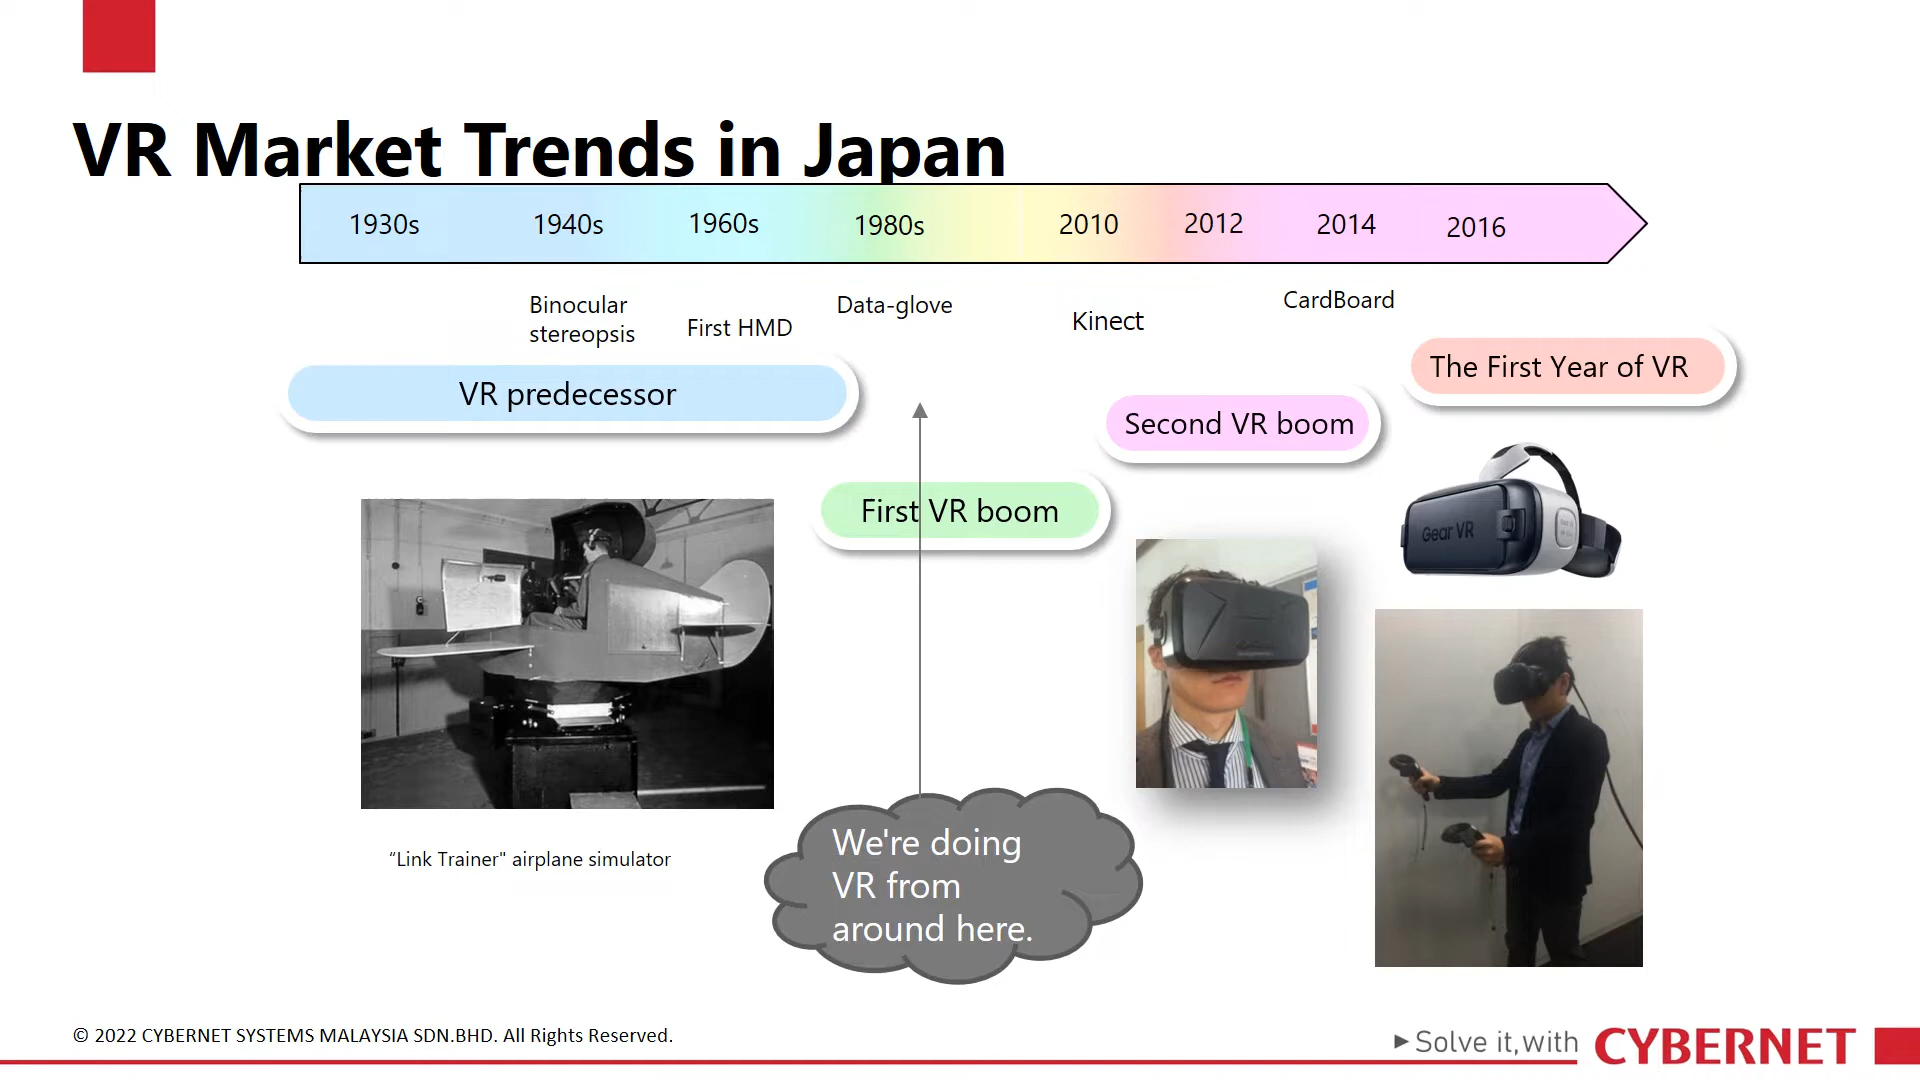 VR Market Trends in Japan
1930s 1940s 1960s 1980s 2010 2012 2014 2016
Binocular
stereopsis
First HMD
Data-glove
Kinect
CardBoard
VR predecessor
First VR boom
Second VR boom
The First Year of VR
Gear VR
“Link Trainer" airplane simulator
We're doing
VR from
around here.
© 2022 CYBERNET SYSTEMS MALAYSIA SDN.BHD. All Rights Reserved.
Solve it, with CYBERNET